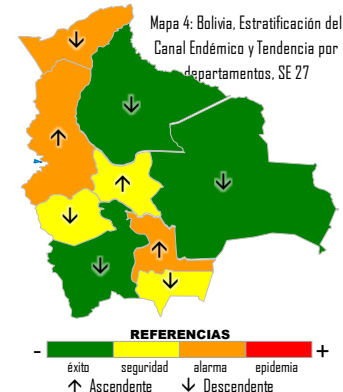 Mapa 4: Bolivia, Estratificación del
Canal Endémico y Tendencia por
departamentos, SE 27
REFERENCIAS
- +
éxito seguridad alarma epidemia
↑ Ascendente ↓ Descendente